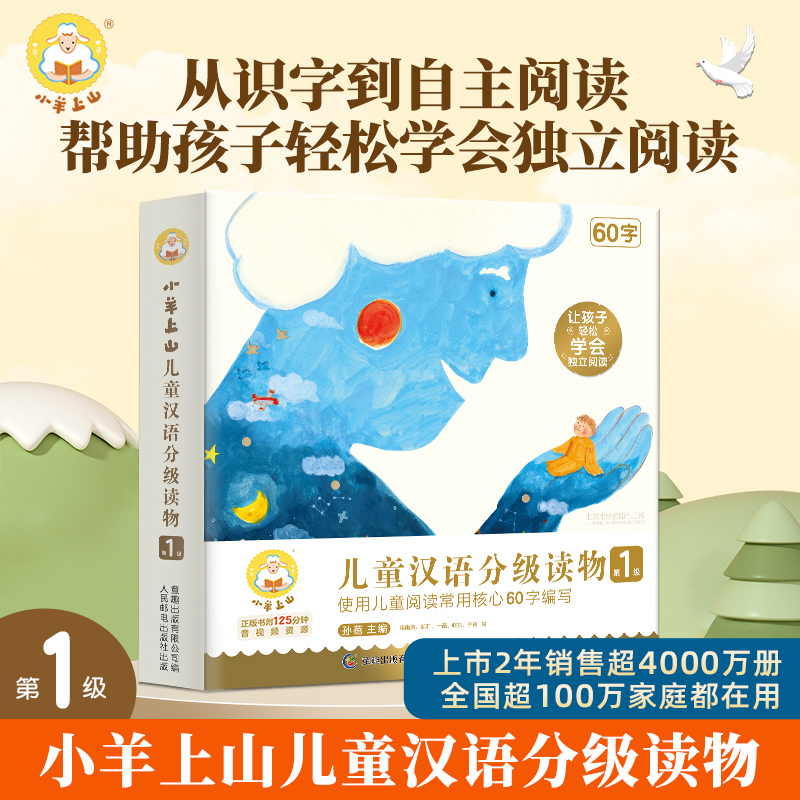 小羊上山
®
从识字到自主阅读
帮助孩子轻松学会独立阅读
小羊上山
儿童汉语分级读物
第1级
童趣出版有限公司编
人民邮电出版社出版
60字
让孩子
轻松
学会
独立阅读
小羊上山
正版书附125分钟
音视频资源
儿童汉语分级读物 第1级
使用儿童阅读常用核心60字编写
孙蓓 主编
第1级
上市2年销售超4000万册
全国超100万家庭都在用
小羊上山儿童汉语分级读物